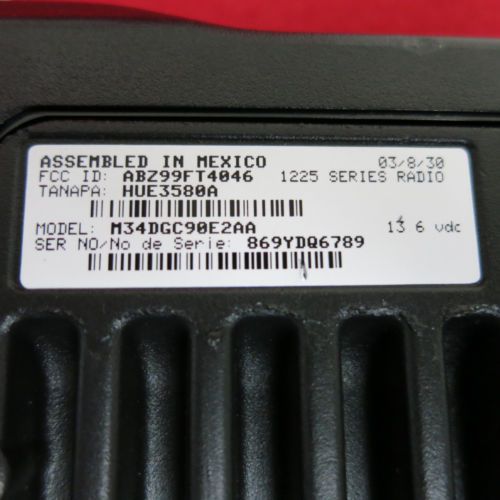 ASSEMBLED IN MEXICO 03/8/30
FCC ID: ABZ99FT4046 1225 SERIES RADIO
TANAPA: HUE3580A
MODEL: M34DGC90E2AA 13 6 vdc
SER NO/No de Serie: 869YDQ6789